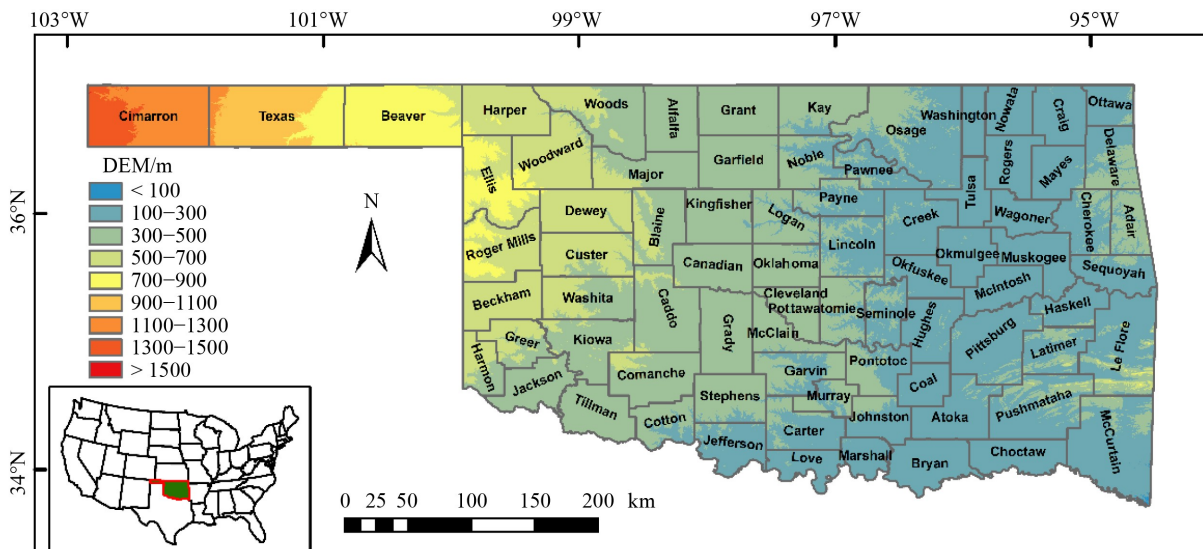 103°W 101°W 99°W 97°W 95°W
36°N
34°N
Cimarron Texas Beaver Harper Woods Alfalfa Grant Kay Osage Washington Nowata Craig Ottawa
Ellis Woodward Major Garfield Noble Pawnee Tulsa Rogers Mayes Delaware
Dewey Blaine Kingfisher Logan Payne Creek Wagoner Cherokee Adair
Roger Mills Custer Canadian Oklahoma Lincoln Okfuskee Okmulgee Muskogee Sequoyah
Beckham Washita Caddo Grady Cleveland Pottawatomie Seminole Hughes McIntosh Haskell
Harmon Greer Kiowa McClain Pittsburg Latimer Le Flore
Jackson Comanche Garvin Pontotoc Coal
Tillman Cotton Stephens Murray Johnston Atoka Pushmataha McCurtain
Jefferson Carter Love Marshall Bryan Choctaw
DEM/m
< 100
100−300
300−500
500−700
700−900
900−1100
1100−1300
1300−1500
> 1500
N
0 25 50 100 150 200 km